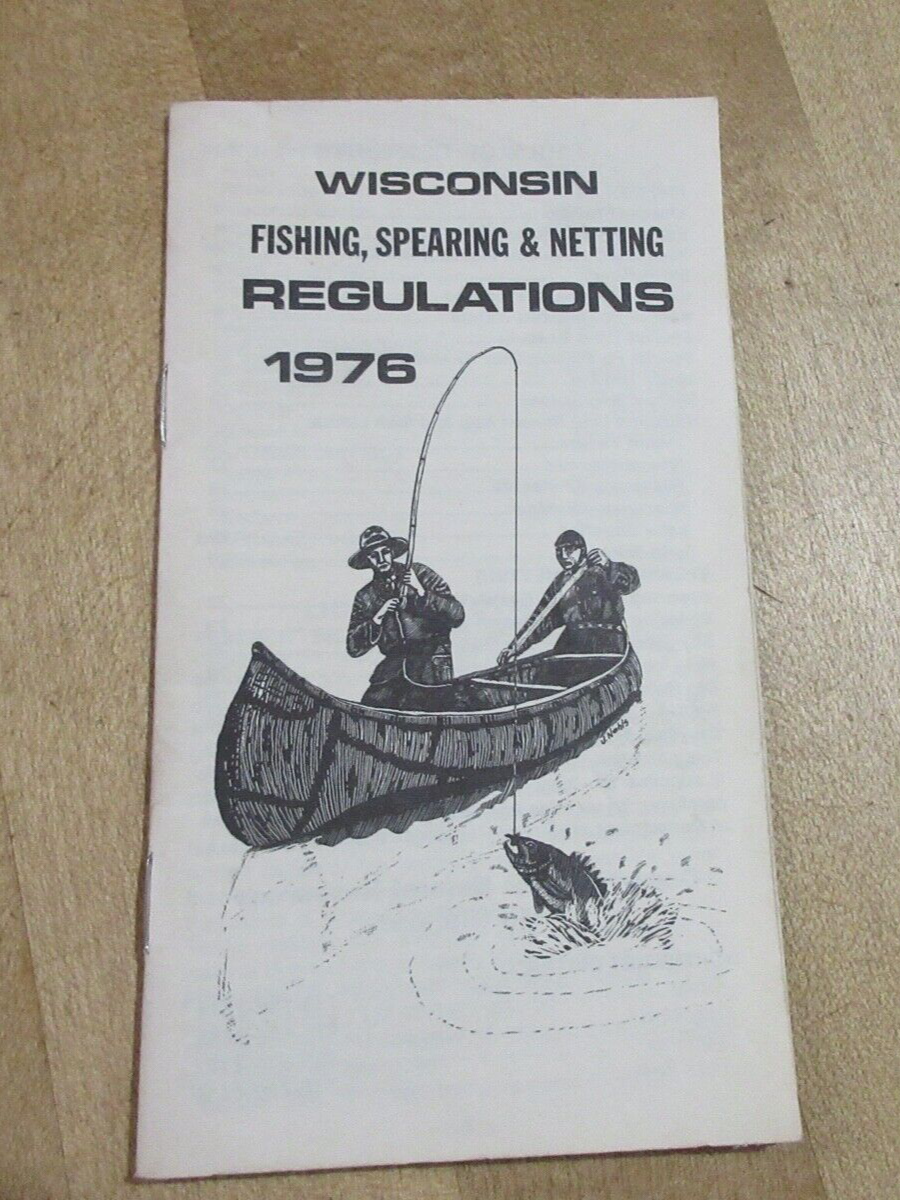 WISCONSIN
FISHING, SPEARING & NETTING
REGULATIONS
1976